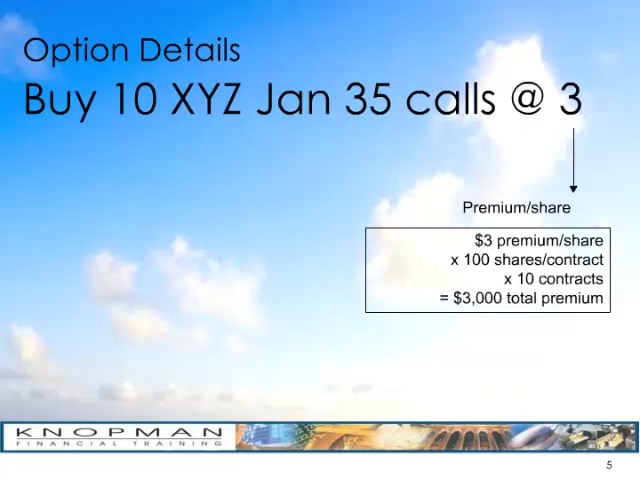 Option Details
Buy 10 XYZ Jan 35 calls @ 3
Premium/share
$3 premium/share
x 100 shares/contract
x 10 contracts
= $3,000 total premium
KNOPMAN
FINANCIAL TRAINING
5